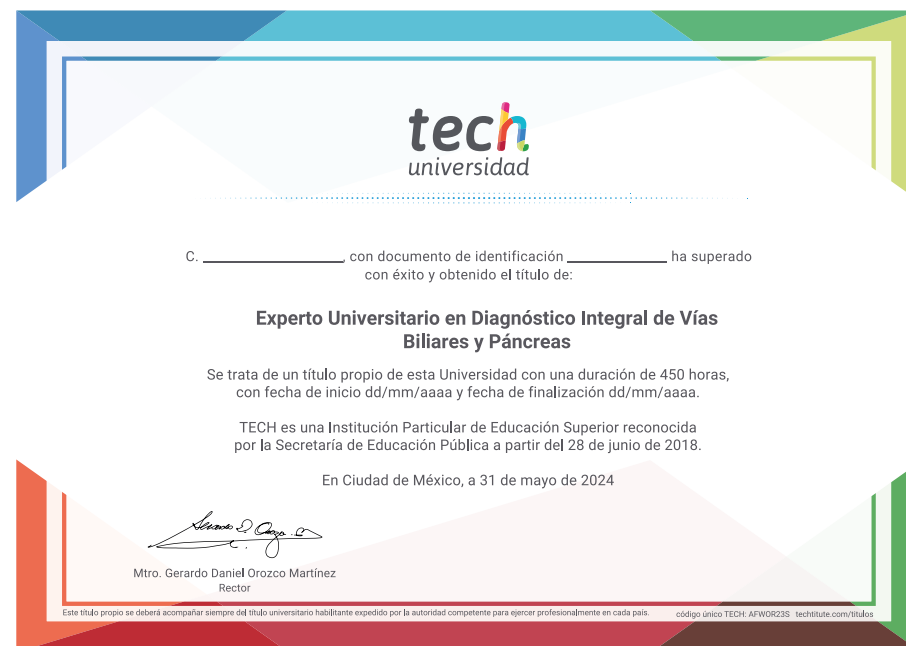 tech
universidad
C. ____________, con documento de identificación ____________ ha superado
con éxito y obtenido el título de:
Experto Universitario en Diagnóstico Integral de Vías
Biliares y Páncreas
Se trata de un título propio de esta Universidad con una duración de 450 horas,
con fecha de inicio dd/mm/aaaa y fecha de finalización dd/mm/aaaa.
TECH es una Institución Particular de Educación Superior reconocida
por la Secretaría de Educación Pública a partir del 28 de junio de 2018.
En Ciudad de México, a 31 de mayo de 2024
Mtro. Gerardo Daniel Orozco Martínez
Rector
Este título propio se deberá acompañar siempre del título universitario habilitante expedido por la autoridad competente para ejercer profesionalmente en cada país. código único TECH: AFWOR23S techtitute.com/titulos